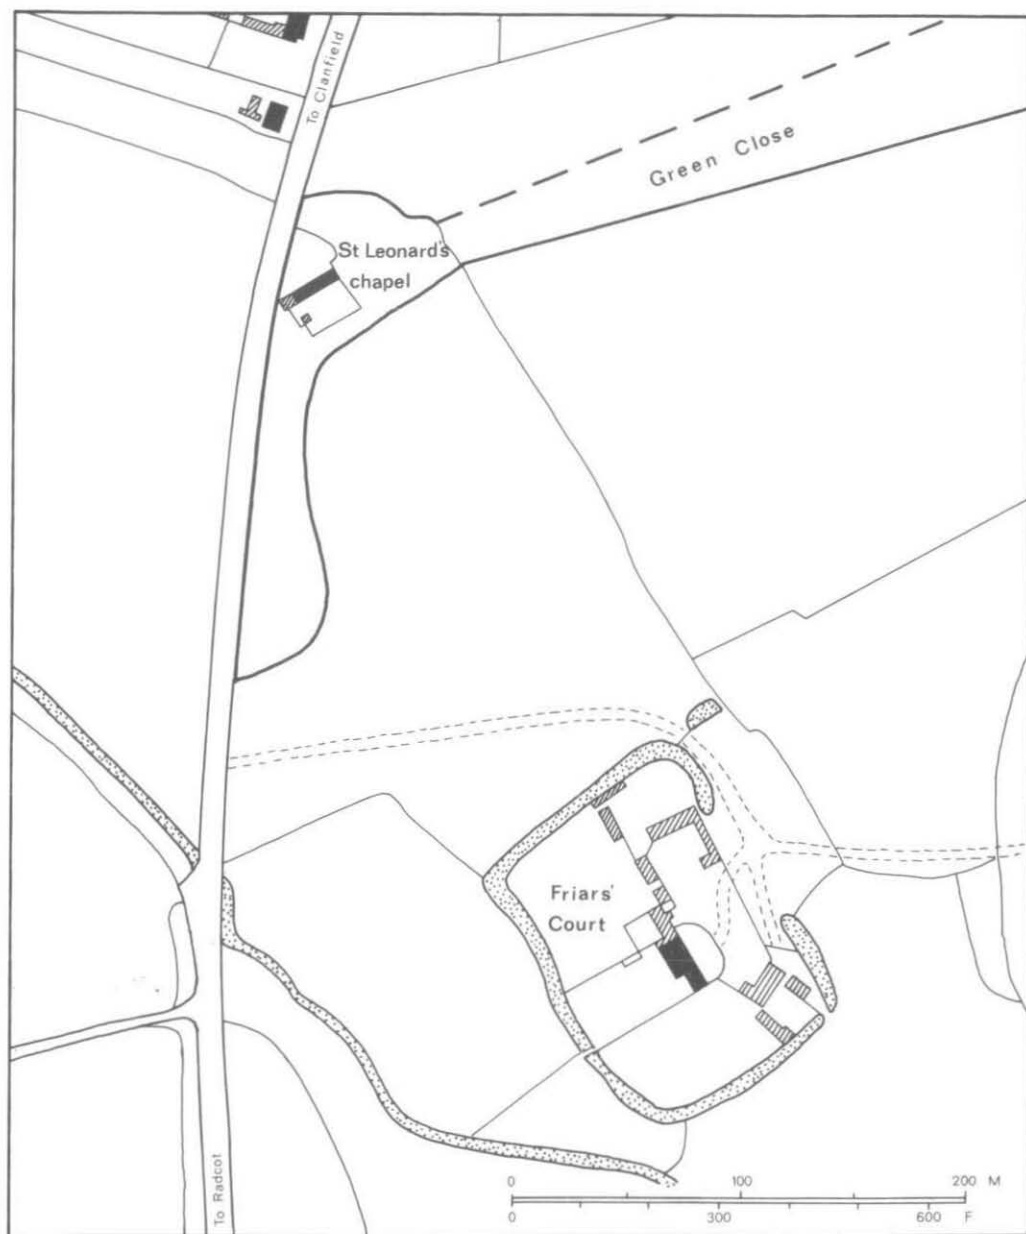 To Clanfield
Green Close
St Leonard's
chapel
Friars'
Court
To Radcot
0 100 200 M
0 300 600 F